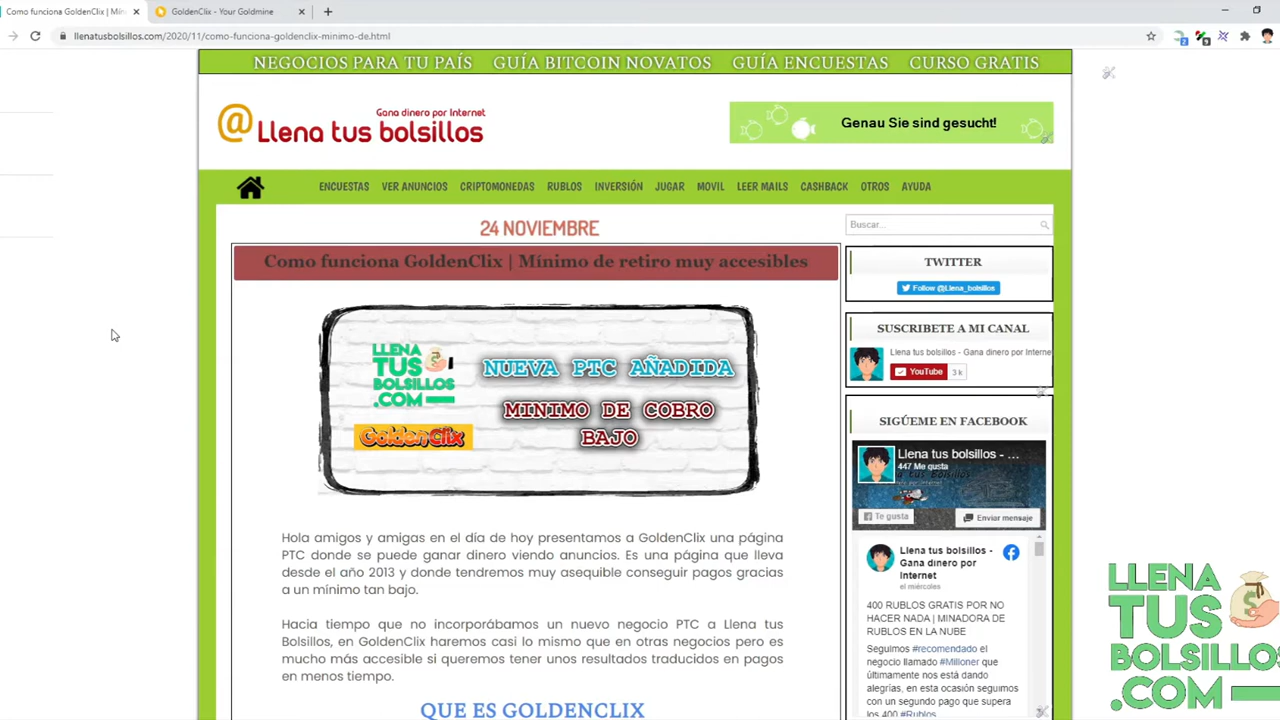 Como funciona GoldenClix | Mín
GoldenClix - Your Goldmine
llenatusbolsillos.com/2020/11/como-funciona-goldenclix-minimo-de.html
NEGOCIOS PARA TU PAÍS GUÍA BITCOIN NOVATOS GUÍA ENCUESTAS CURSO GRATIS
Gana dinero por Internet
@Llena tus bolsillos
Genau Sie sind gesucht!
ENCUESTAS VER ANUNCIOS CRIPTOMONEDAS RUBLOS INVERSIÓN JUGAR MOVIL LEER MAILS CASHBACK OTROS AYUDA
24 NOVIEMBRE
Como funciona GoldenClix | Mínimo de retiro muy accesibles
LLENA
TUS
BOLSILLOS
.COM
GoldenClix
NUEVA PTC AÑADIDA
MINIMO DE COBRO
BAJO
Hola amigos y amigas en el día de hoy presentamos a GoldenClix una página
PTC donde se puede ganar dinero viendo anuncios. Es una página que lleva
desde el año 2013 y donde tendremos muy asequible conseguir pagos gracias
a un mínimo tan bajo.
Hacia tiempo que no incorporábamos un nuevo negocio PTC a Llena tus
Bolsillos, en GoldenClix haremos casi lo mismo que en otras negocios pero es
mucho más accesible si queremos tener unos resultados traducidos en pagos
en menos tiempo.
QUE ES GOLDENCLIX
Buscar...
TWITTER
Follow @Llena_bolsillos
SUSCRIBETE A MI CANAL
Llena tus bolsillos - Gana dinero por Interne
YouTube 3 k
SIGÚEME EN FACEBOOK
Llena tus bolsillos - ...
447 Me gusta
Te gusta
Enviar mensaje
Llena tus bolsillos -
Gana dinero por
Internet
el miércoles
400 RUBLOS GRATIS POR NO
HACER NADA | MINADORA DE
RUBLOS EN LA NUBE
Seguimos #recomendado el
negocio llamado #Milloner que
últimamente nos está dando
alegrías, en esta ocasión seguimos
con otro pago que supera
los 400 #Rublos
LLENA
TUS
BOLSILLOS
.COM